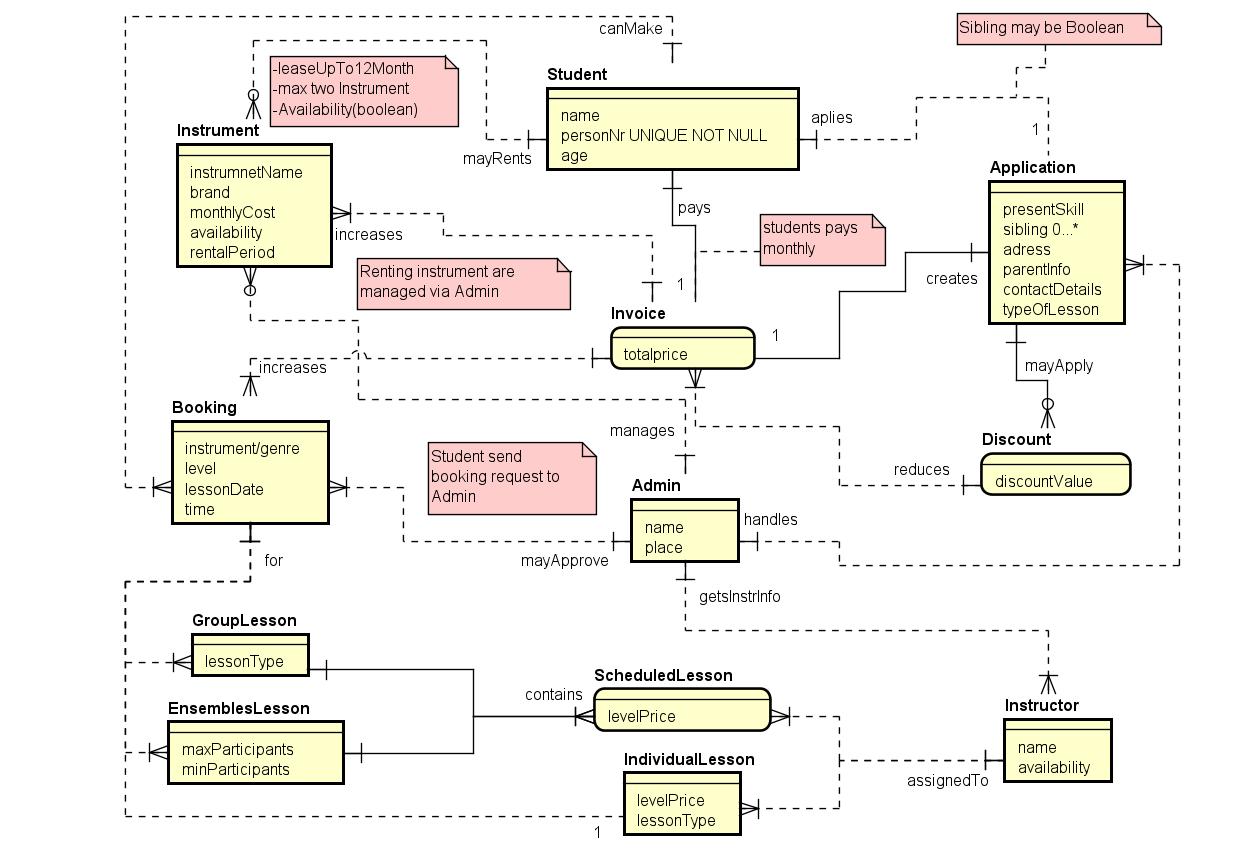 canMake
Sibling may be Boolean
-leaseUpTo12Month
-max two Instrument
-Availability(boolean)
Student
name
personNr UNIQUE NOT NULL
age
aplies
1
Instrument
mayRents
instrumnetName
brand
monthlyCost
availability
rentalPeriod
Application
presentSkill
sibling 0...*
adress
parentInfo
contactDetails
typeOfLesson
pays
students pays
monthly
increases
Renting instrument are
managed via Admin
creates
1
Invoice
totalprice
1
increases
mayApply
Booking
instrument/genre
level
lessonDate
time
manages
Discount
discountValue
reduces
Student send
booking request to
Admin
Admin
name
place
handles
mayApprove
for
getsInstrInfo
GroupLesson
lessonType
EnsemblesLesson
maxParticipants
minParticipants
contains
ScheduledLesson
levelPrice
Instructor
name
availability
assignedTo
IndividualLesson
levelPrice
lessonType
1